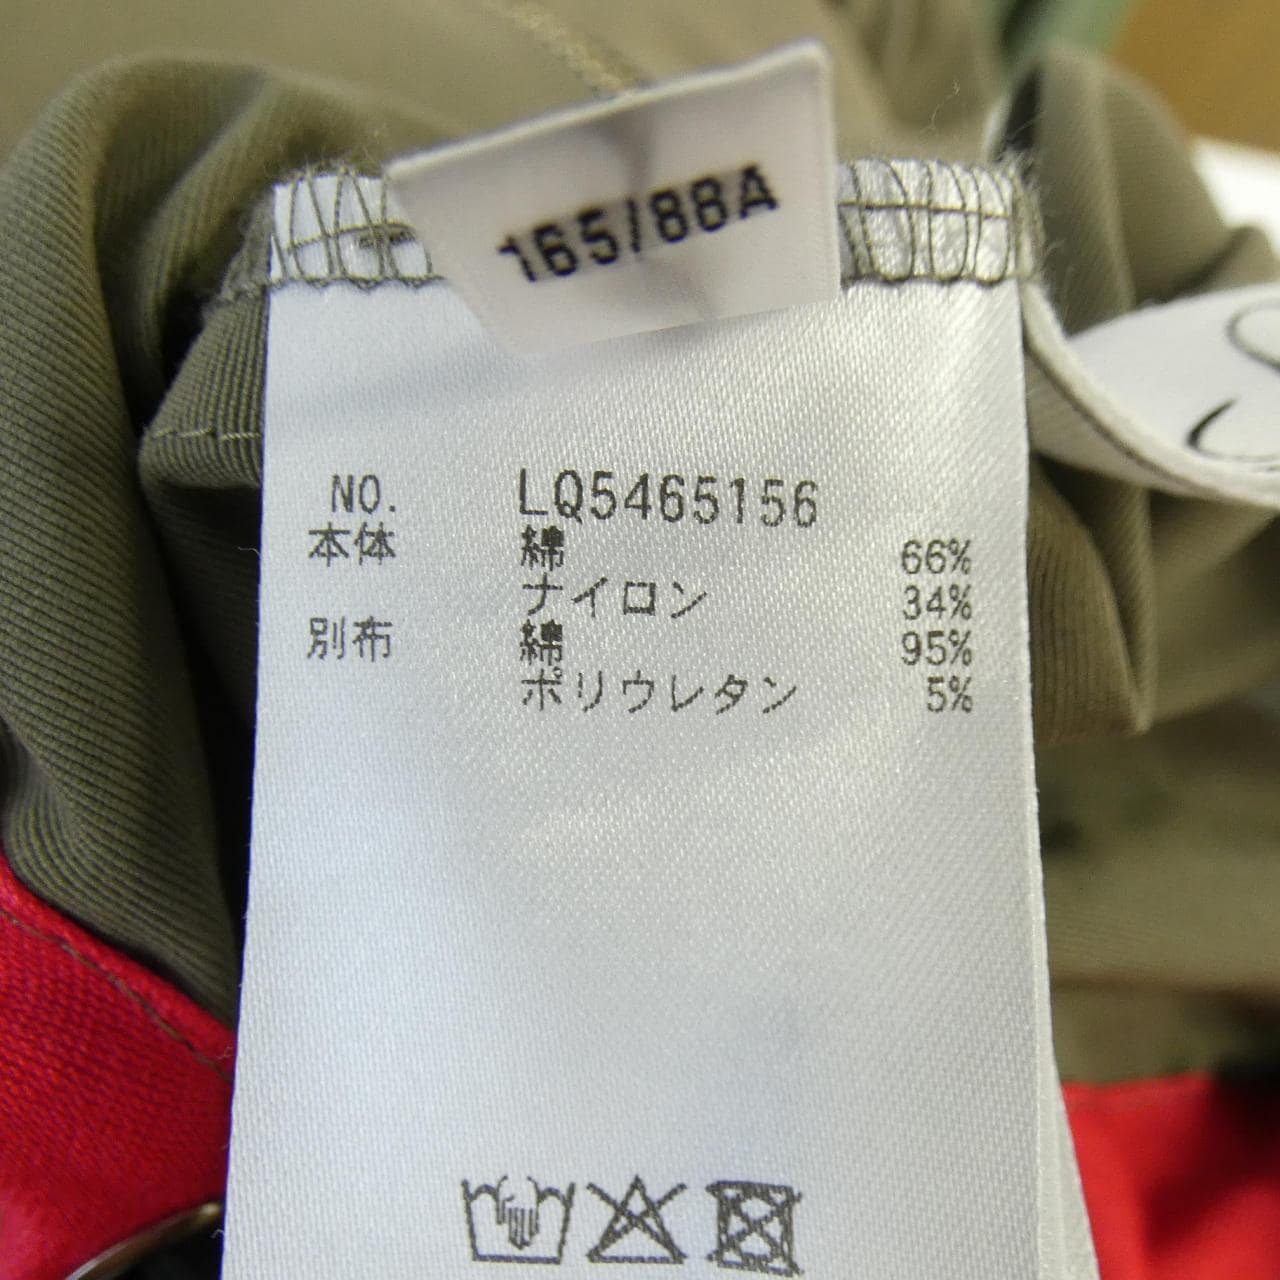 165/88A
NO. LQ5465156
本体 綿 66%
ナイロン 34%
別布 綿 95%
ポリウレタン 5%